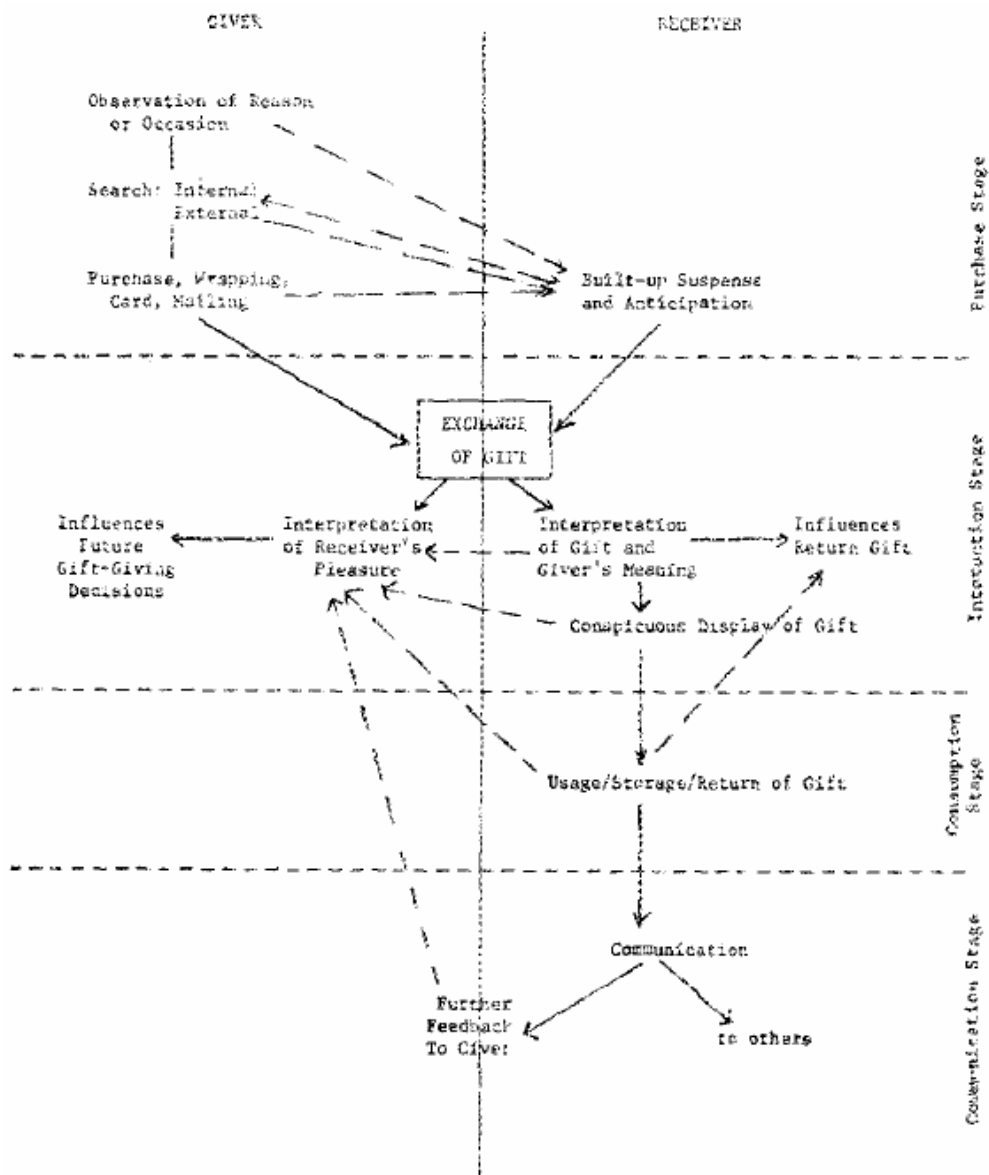 GIVER
RECEIVER
Observation of Reason
or Occasion
Search: Internal
External
Purchase, Wrapping,
Card, Mailing
Built-up Suspense
and Anticipation
Purchase Stage
EXCHANGE
OF GIFT
Influences
Future
Gift-Giving
Decisions
Interpretation
of Receiver's
Pleasure
Interpretation
of Gift and
Giver's Meaning
Influences
Return Gift
Conspicuous Display of Gift
Interaction Stage
Usage/Storage/Return of Gift
Consumption
Stage
Communication
Further
Feedback
To Giver
to others
Communication Stage